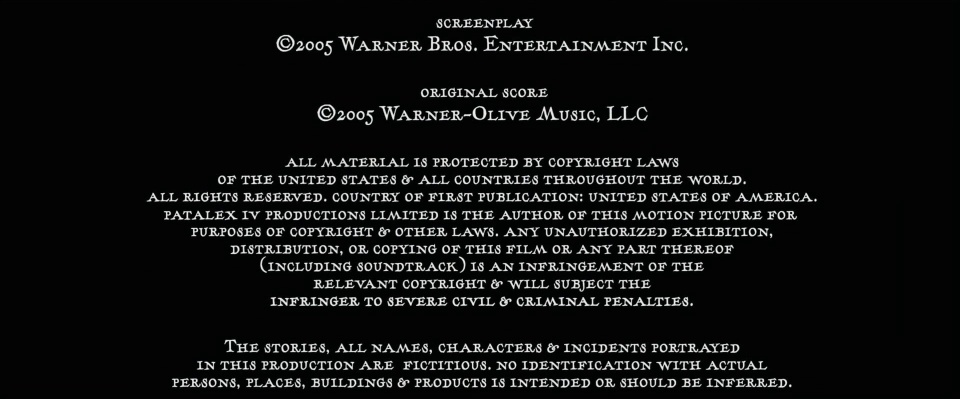 SCREENPLAY
©2005 WARNER BROS. ENTERTAINMENT INC.
ORIGINAL SCORE
©2005 WARNER-OLIVE MUSIC, LLC
ALL MATERIAL IS PROTECTED BY COPYRIGHT LAWS
OF THE UNITED STATES & ALL COUNTRIES THROUGHOUT THE WORLD.
ALL RIGHTS RESERVED. COUNTRY OF FIRST PUBLICATION: UNITED STATES OF AMERICA.
PATALEX IV PRODUCTIONS LIMITED IS THE AUTHOR OF THIS MOTION PICTURE FOR
PURPOSES OF COPYRIGHT & OTHER LAWS. ANY UNAUTHORIZED EXHIBITION,
DISTRIBUTION, OR COPYING OF THIS FILM OR ANY PART THEREOF
(INCLUDING SOUNDTRACK) IS AN INFRINGEMENT OF THE
RELEVANT COPYRIGHT & WILL SUBJECT THE
INFRINGER TO SEVERE CIVIL & CRIMINAL PENALTIES.
THE STORIES, ALL NAMES, CHARACTERS & INCIDENTS PORTRAYED
IN THIS PRODUCTION ARE FICTITIOUS. NO IDENTIFICATION WITH ACTUAL
PERSONS, PLACES, BUILDINGS & PRODUCTS IS INTENDED OR SHOULD BE INFERRED.